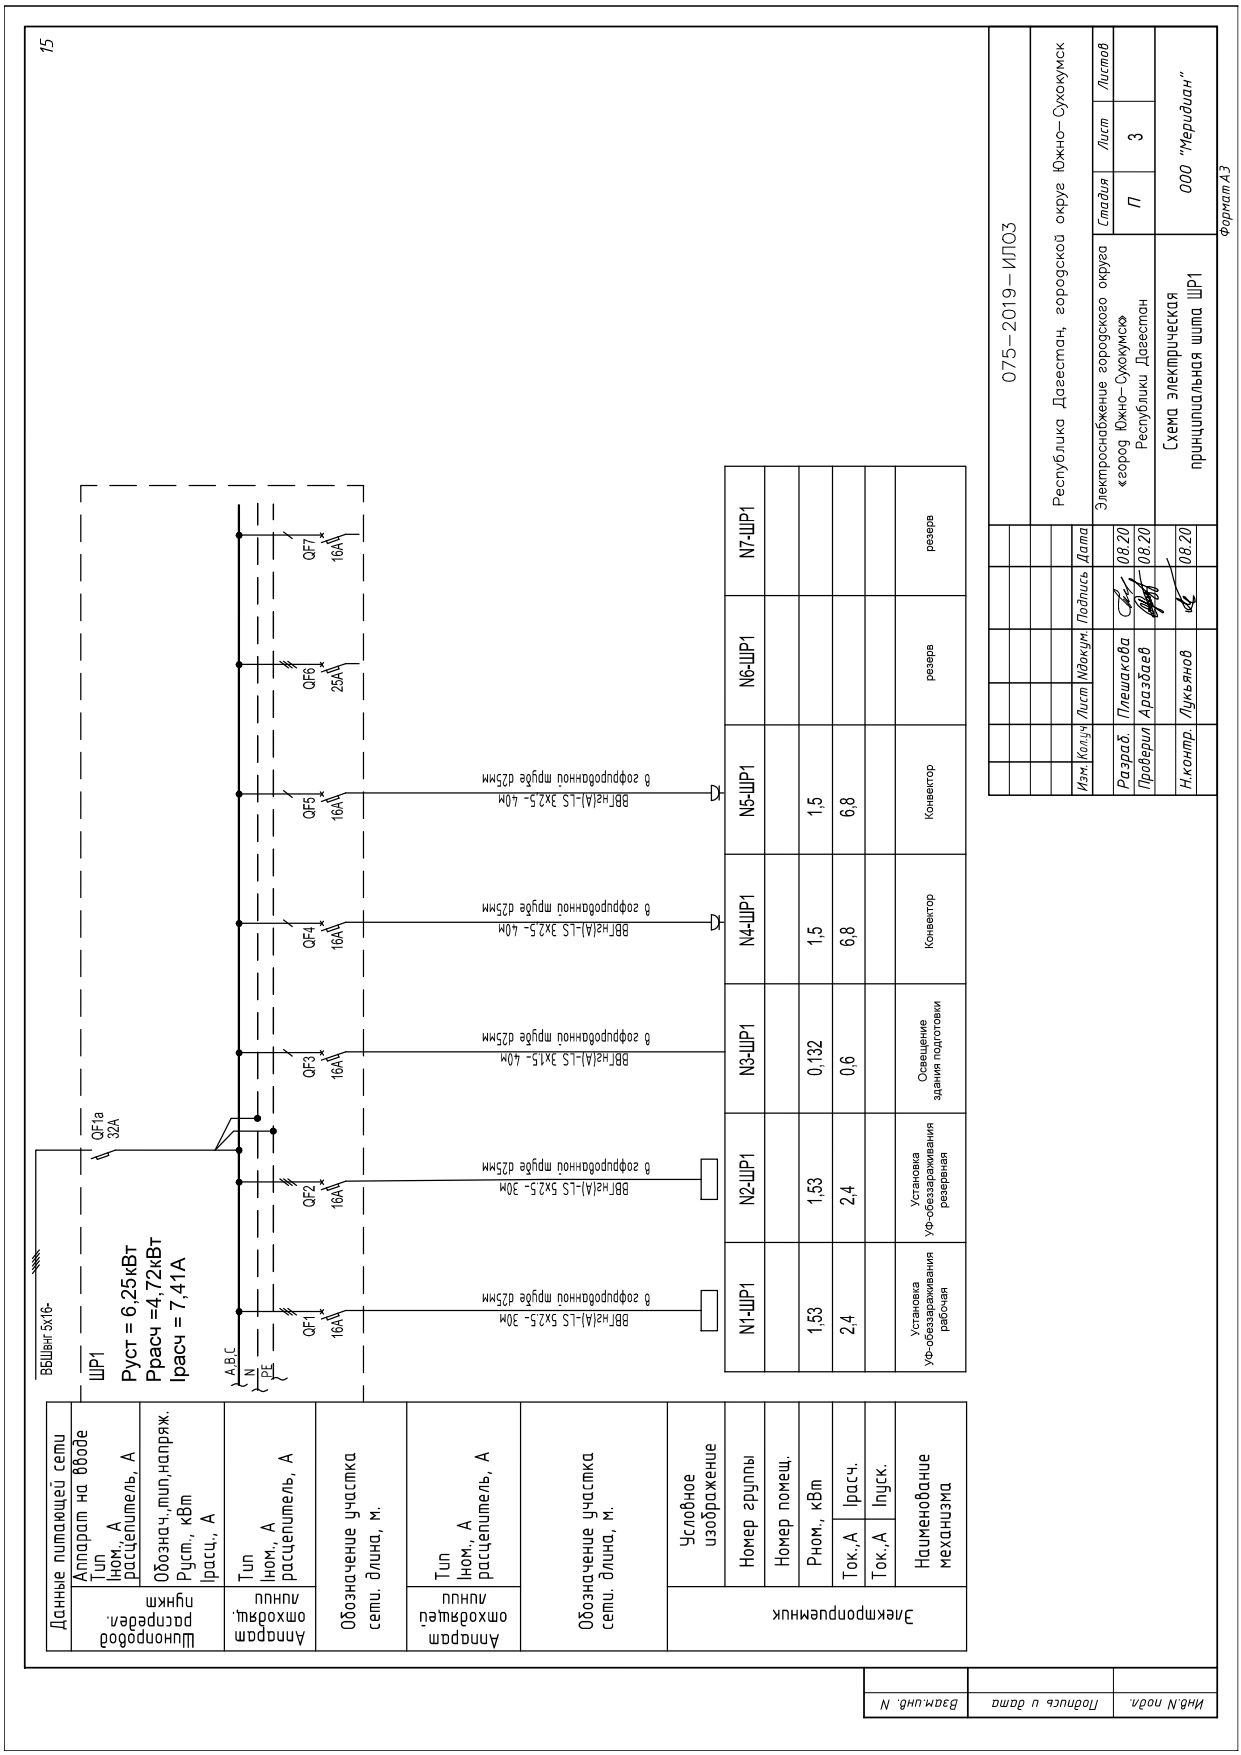 15
Данные питающей сети
Шинопровод
распредел.
пункт
Аппарат на вводе
Тип
Iном., А
расцепитель, А
Обознач.,тип,напряж.
Руст., кВт
Iрасц., А
Аппарат
отходящ.
линии
Тип
Iном., А
расцепитель, А
Обозначение участка
сети. длина, м.
Аппарат
отходящей
линии
Тип
Iном., А
расцепитель, А
Обозначение участка
сети. длина, м.
Электроприемник
Условное
изображение
Номер группы
Номер помещ.
Рном., кВт
Ток.,А
Iрасч.
Ток.,А
Iпуск.
Наименование
механизма
ВБШвнг 5х16-
ШР1
Руст = 6,25кВт
Ррасч =4,72кВт
Iрасч = 7,41А
QF1а
32А
А,В,С
N
РЕ
QF1
16А
QF2
16А
QF3
16А
QF4
16А
QF5
16А
QF6
25А
QF7
16А
ВВГнг(А)-LS 5х2.5- 30м
в гофрированной трубе d25мм
ВВГнг(А)-LS 5х2.5- 30м
в гофрированной трубе d25мм
ВВГнг(А)-LS 3х1.5- 40м
в гофрированной трубе d25мм
ВВГнг(А)-LS 3х2,5- 40м
в гофрированной трубе d25мм
ВВГнг(А)-LS 3х2,5- 40м
в гофрированной трубе d25мм
N1-ШР1
N2-ШР1
N3-ШР1
N4-ШР1
N5-ШР1
N6-ШР1
N7-ШР1
1,53
1,53
0,132
1,5
1,5
2,4
2,4
0,6
6,8
6,8
Установка
УФ-обеззараживания
рабочая
Установка
УФ-обеззараживания
резервная
Освещение
здания подготовки
Конвектор
Конвектор
резерв
резерв
075-2019-ИЛО3
Республика Дагестан, городской округ Южно-Сухокумск
Изм.
Кол.уч
Лист
Nдокум.
Подпись
Дата
Разраб.
Плешакова
08.20
Проверил
Аразбаев
08.20
Н.контр.
Лукьянов
08.20
Электроснабжение городского округа
«город Южно-Сухокумск»
Республики Дагестан
Стадия
Лист
Листов
П
3
Схема электрическая
принципиальная щита ШР1
ООО "Меридиан"
Формат А3
Взам.инв. N
Подпись и дата
Инв.N подл.